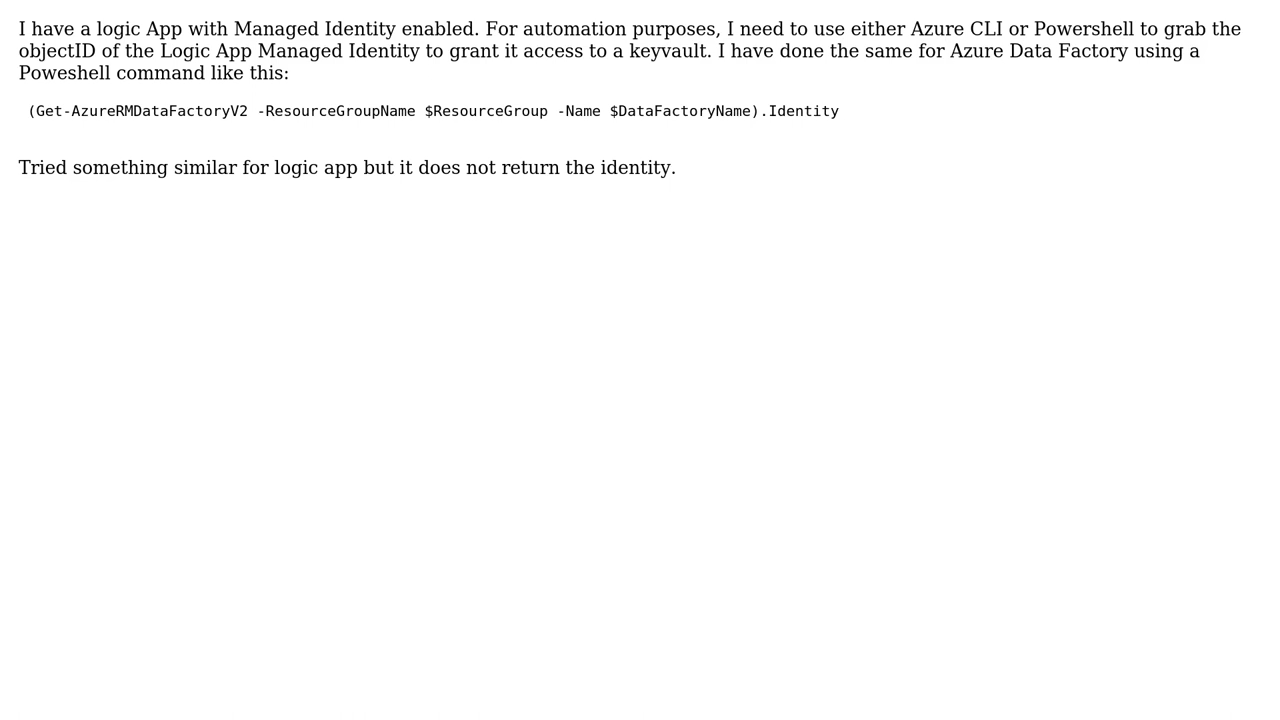 I have a logic App with Managed Identity enabled. For automation purposes, I need to use either Azure CLI or Powershell to grab the
objectID of the Logic App Managed Identity to grant it access to a keyvault. I have done the same for Azure Data Factory using a
Poweshell command like this:
(Get-AzureRMDataFactoryV2 -ResourceGroupName $ResourceGroup -Name $DataFactoryName).Identity
Tried something similar for logic app but it does not return the identity.